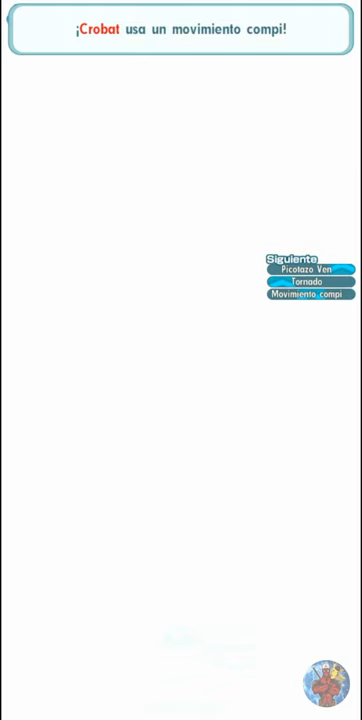 ¡Crobat usa un movimiento compi!
Siguiente
Picotazo Ven
Tornado
Movimiento compi